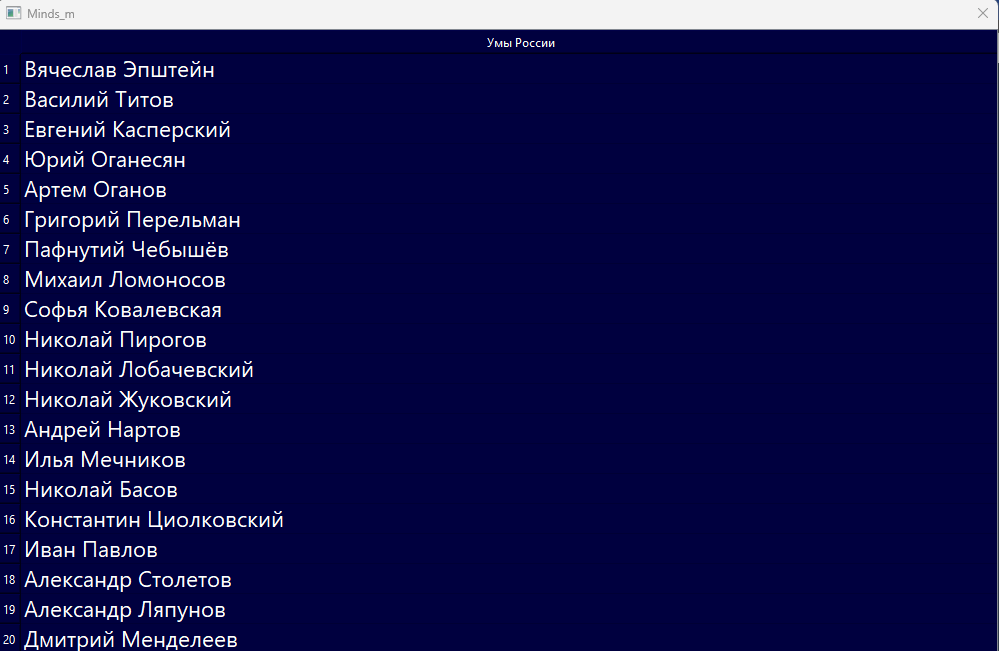 Minds_m
Умы России
1 Вячеслав Эпштейн
2 Василий Титов
3 Евгений Касперский
4 Юрий Оганесян
5 Артем Оганов
6 Григорий Перельман
7 Пафнутий Чебышёв
8 Михаил Ломоносов
9 Софья Ковалевская
10 Николай Пирогов
11 Николай Лобачевский
12 Николай Жуковский
13 Андрей Нартов
14 Илья Мечников
15 Николай Басов
16 Константин Циолковский
17 Иван Павлов
18 Александр Столетов
19 Александр Ляпунов
20 Дмитрий Менделеев